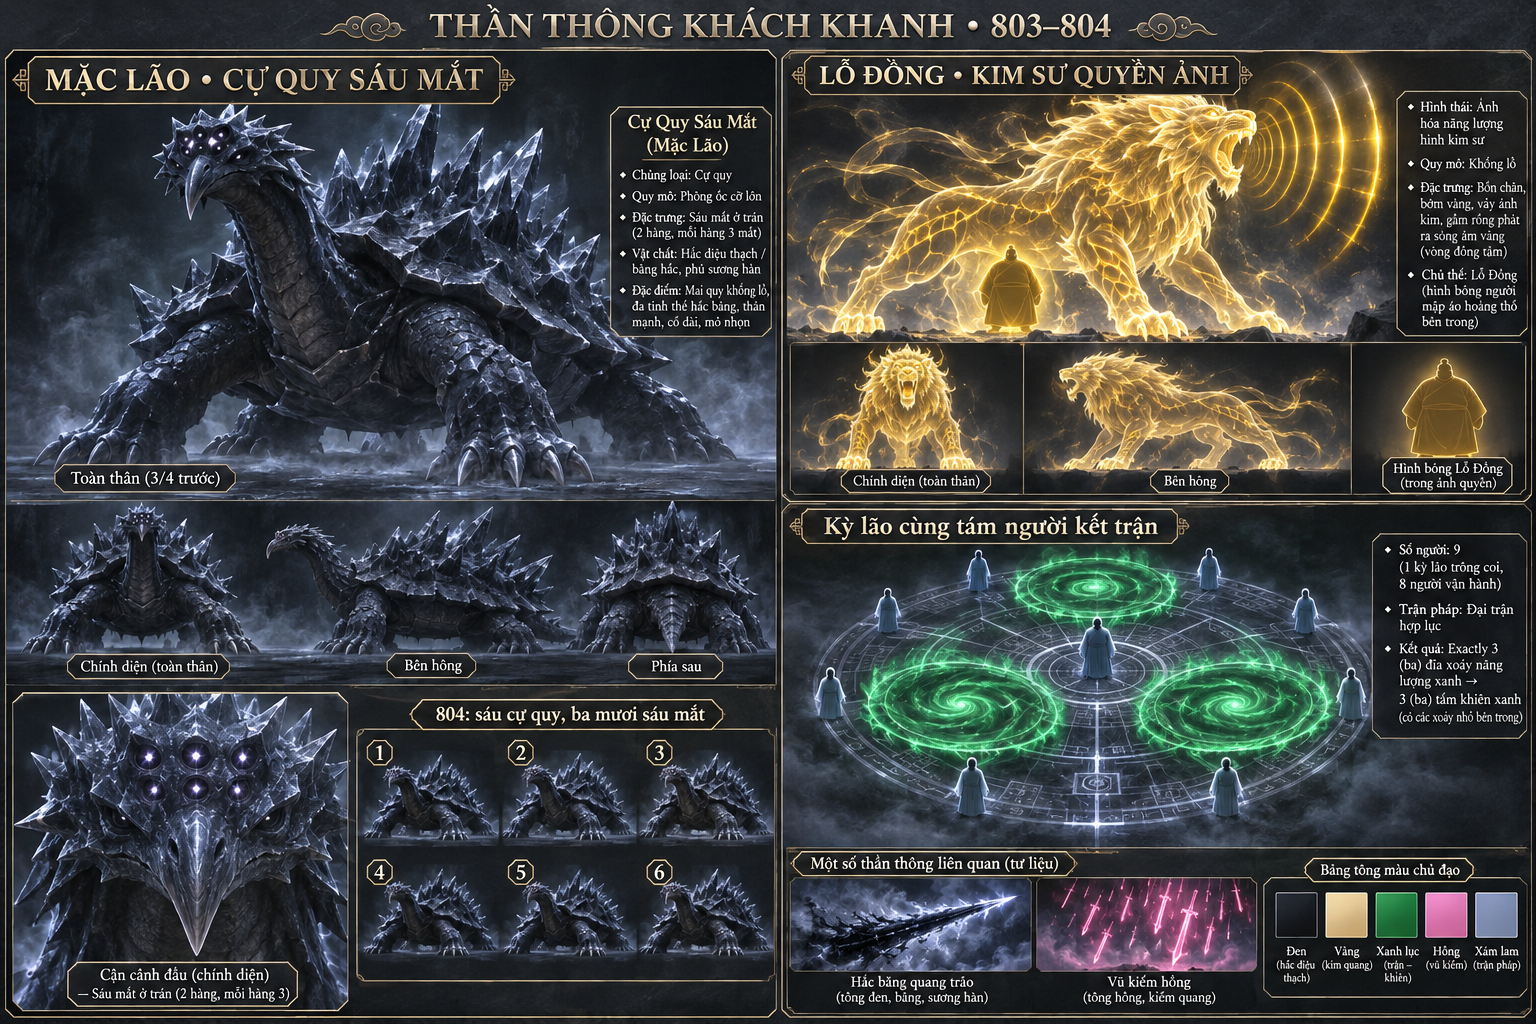 THẦN THÔNG KHÁCH KHANH • 803–804
MẶC LÃO • CỰ QUY SÁU MẮT
Cự Quy Sáu Mắt
(Mặc Lão)
Chủng loại: Cự quy
Quy mô: Phòng ốc cỡ lớn
Đặc trưng: Sáu mắt ở trán
(2 hàng, mỗi hàng 3 mắt)
Vật chất: Hắc diệu thạch /
băng hắc, phủ sương hàn
Đặc điểm: Mai quy khổng lồ,
đa tinh thể hắc băng, thân
mạnh, cổ dài, mỏ nhọn
Toàn thân (3/4 trước)
Chính diện (toàn thân)
Bên hông
Phía sau
Cận cảnh đầu (chính diện)
— Sáu mắt ở trán (2 hàng, mỗi hàng 3)
804: sáu cự quy, ba mươi sáu mắt
1
2
3
4
5
6
LỖ ĐỒNG • KIM SƯ QUYỀN ẢNH
Hình thái: Ảnh
hóa năng lượng
hình kim sư
Quy mô: Khổng lồ
Đặc trưng: Bốn chân,
bờm vàng, vảy ánh
kim, gầm rống phát
ra sóng âm vàng
(vòng đồng tâm)
Chủ thể: Lỗ Đồng
(hình bóng người
mập áo hoàng thổ
bên trong)
Chính diện (toàn thân)
Bên hông
Hình bóng Lỗ Đồng
(trong ảnh quyền)
Kỳ lão cùng tám người kết trận
Số người: 9
(1 kỳ lão trông coi,
8 người vận hành)
Trận pháp: Đại trận
hợp lực
Kết quả: Exactly 3
(ba) đĩa xoáy năng
lượng xanh →
3 (ba) tấm khiên xanh
(có các xoáy nhỏ bên trong)
Một số thần thông liên quan (tư liệu)
Hắc băng quang trảo
(tông đen, băng, sương hàn)
Vũ kiếm hồng
(tông hồng, kiếm quang)
Bảng tông màu chủ đạo
Đen
(hắc diệu
thạch)
Vàng
(kim quang)
Xanh lục
(trận –
khiên)
Hồng
(vũ kiếm)
Xám lam
(trận pháp)